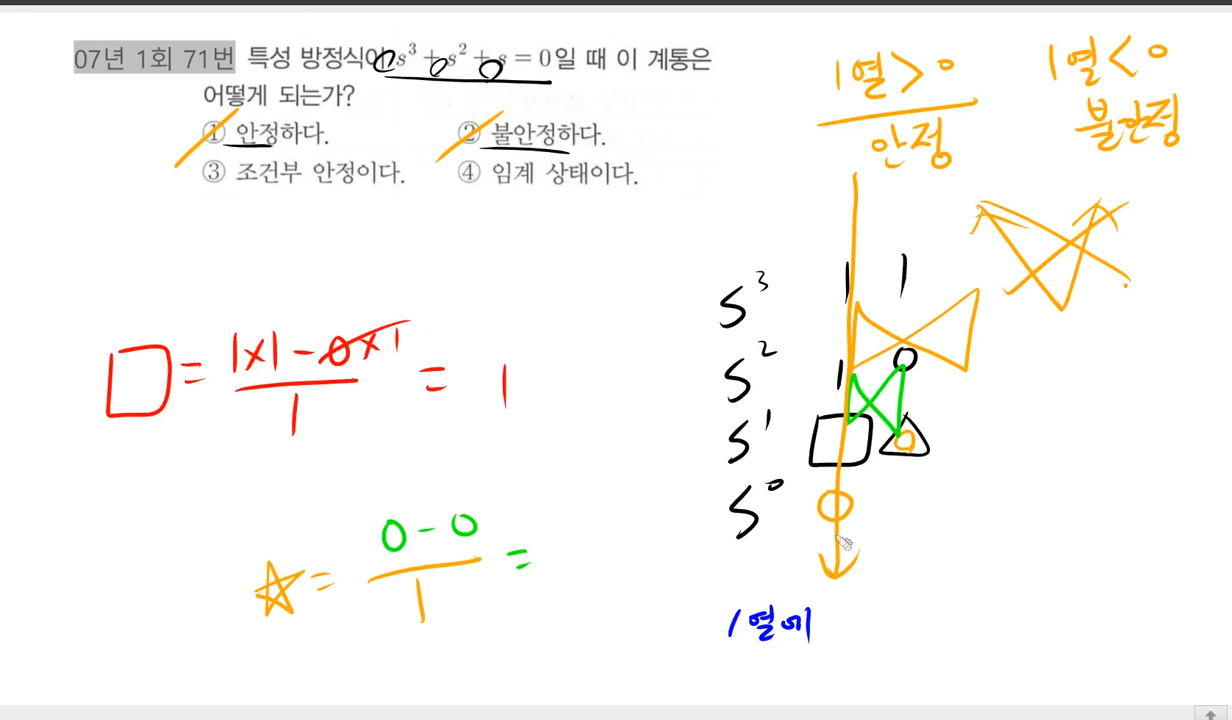 07년 1회 71번 특성 방정식이 s³ + s² + s = 0일 때 이 계통은
어떻게 되는가?
① 안정하다. ② 불안정하다.
③ 조건부 안정이다. ④ 임계 상태이다.
1열 > 0
안정
1열 < 0
불안정
S³ 1 1
S² 1 0
S¹ □ △ 0
S⁰ 0
□ = 1×1 - 0×1 / 1 = 1
☆ = 0 - 0 / 1 =
1열에